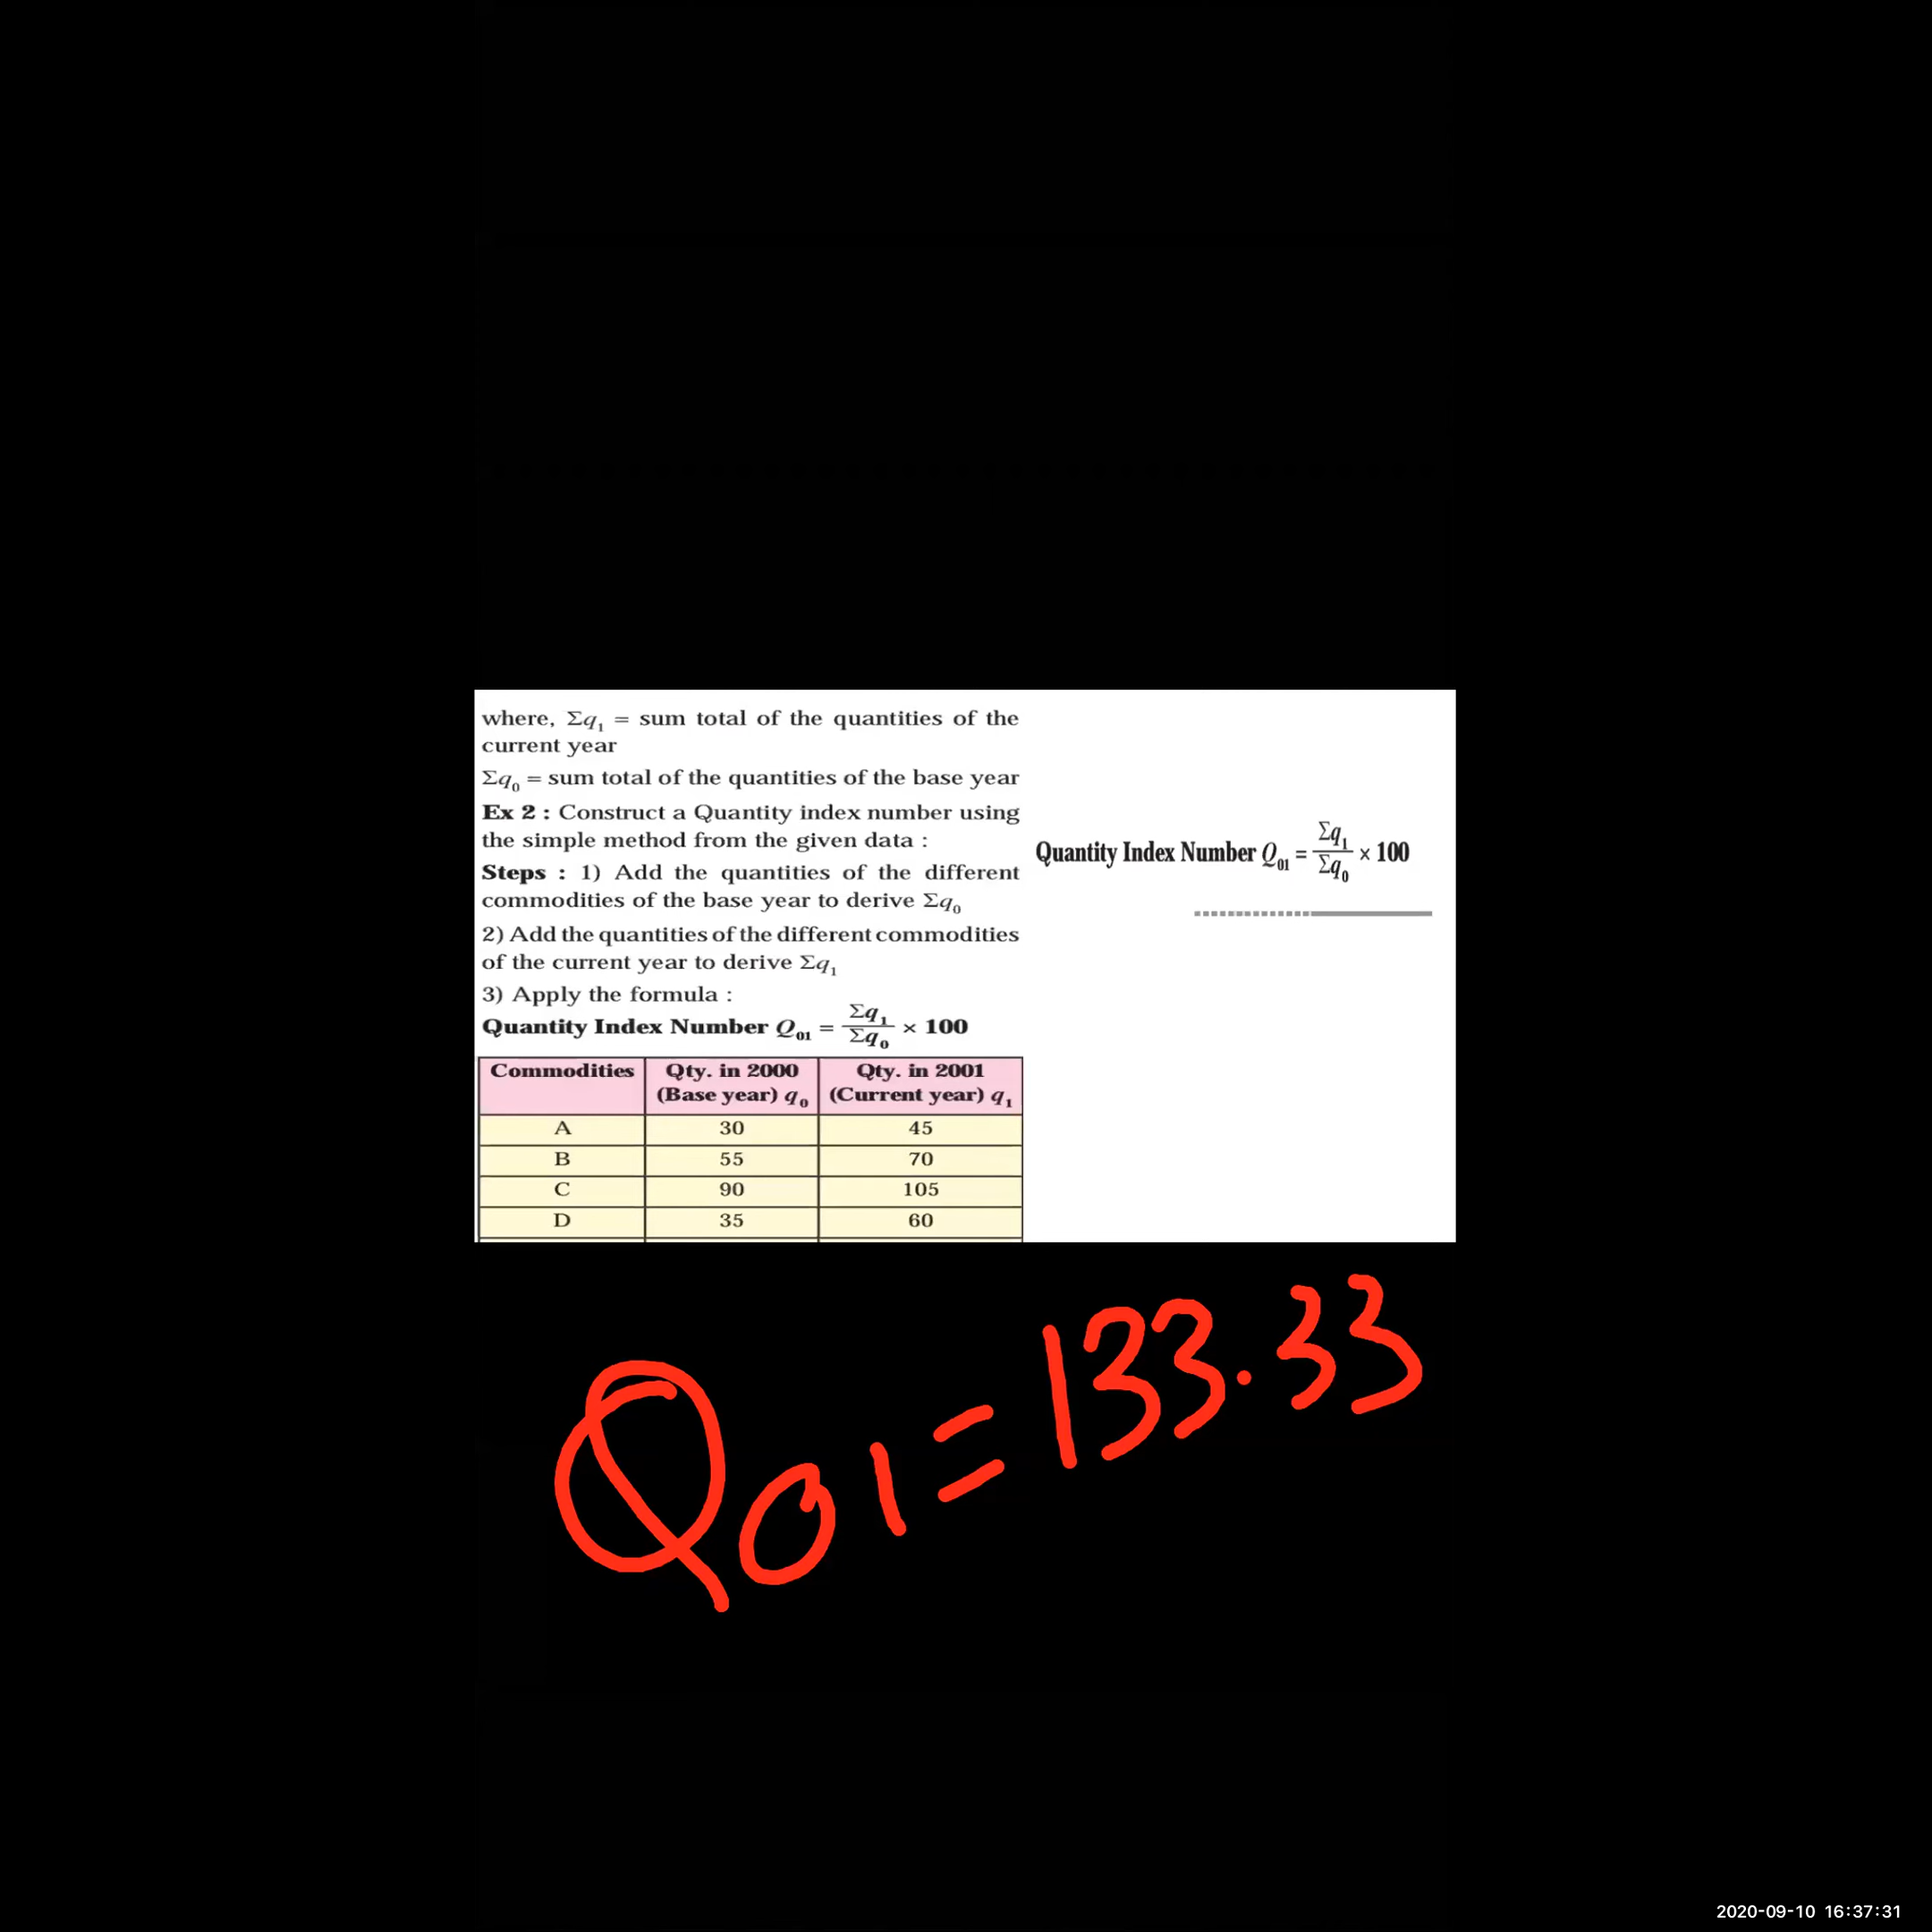 where, Σq₁ = sum total of the quantities of the
current year
Σq₀ = sum total of the quantities of the base year
Ex 2 : Construct a Quantity index number using
the simple method from the given data :
Steps : 1) Add the quantities of the different
commodities of the base year to derive Σq₀
2) Add the quantities of the different commodities
of the current year to derive Σq₁
3) Apply the formula :
Quantity Index Number Q₀₁ = Σq₁/Σq₀ × 100
Commodities Qty. in 2000 (Base year) q₀ Qty. in 2001 (Current year) q₁
A 30 45
B 55 70
C 90 105
D 35 60
Quantity Index Number Q₀₁ = Σq₁/Σq₀ × 100
Q01=133.33
2020-09-10 16:37:31